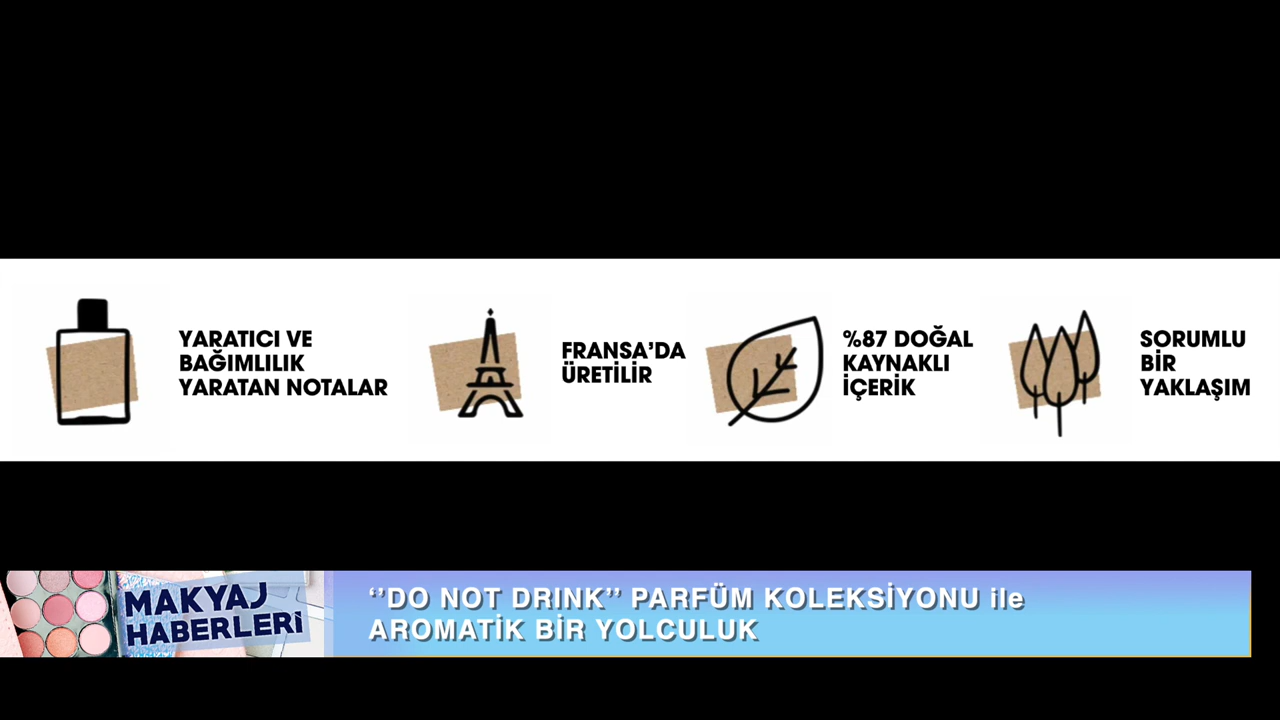 YARATICI VE
BAĞIMLILIK
YARATAN NOTALAR
FRANSA’DA
ÜRETİLİR
%87 DOĞAL
KAYNAKLI
İÇERİK
SORUMLU
BİR
YAKLAŞIM
MAKYAJ
HABERLERİ
‘’DO NOT DRINK’’ PARFÜM KOLEKSİYONU ile
AROMATİK BİR YOLCULUK